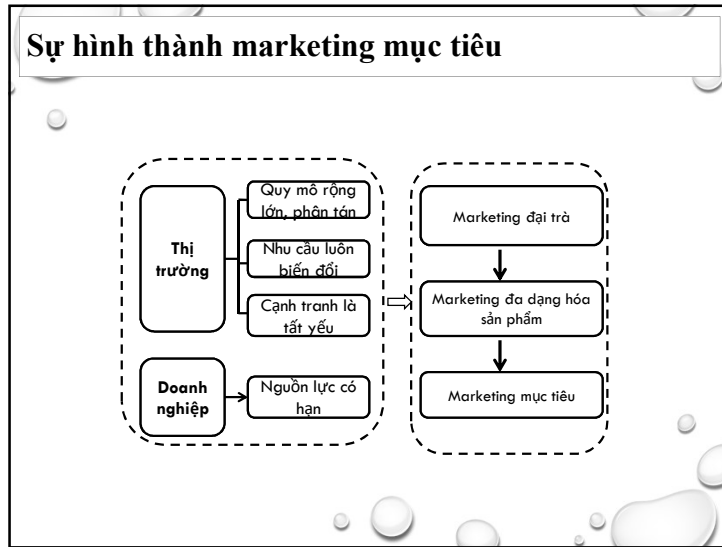 Sự hình thành marketing mục tiêu
Thị
trường
Quy mô rộng
lớn, phân tán
Nhu cầu luôn
biến đổi
Cạnh tranh là
tất yếu
Doanh
nghiệp
Nguồn lực có
hạn
Marketing đại trà
Marketing đa dạng hóa
sản phẩm
Marketing mục tiêu